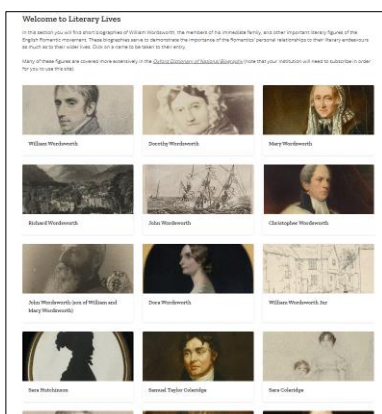 Welcome to Literary Lives
In this section you will find short biographies of William Wordsworth, the members of his immediate family, and other important literary figures of the
English Romantic movement. These biographies serve to demonstrate the importance of the Romantics' personal relationships to their literary endeavours
as much as to their wider lives. Click on a name to be taken to their entry.
Many of these figures are covered more extensively in the Oxford Dictionary of National Biography (note that your institution will need to subscribe in order
for you to use this site).
William Wordsworth
Dorothy Wordsworth
Mary Wordsworth
Richard Wordsworth
John Wordsworth
Christopher Wordsworth
John Wordsworth (son of William and
Mary Wordsworth)
Dora Wordsworth
William Wordsworth Jnr
Sara Hutchinson
Samuel Taylor Coleridge
Sara Coleridge